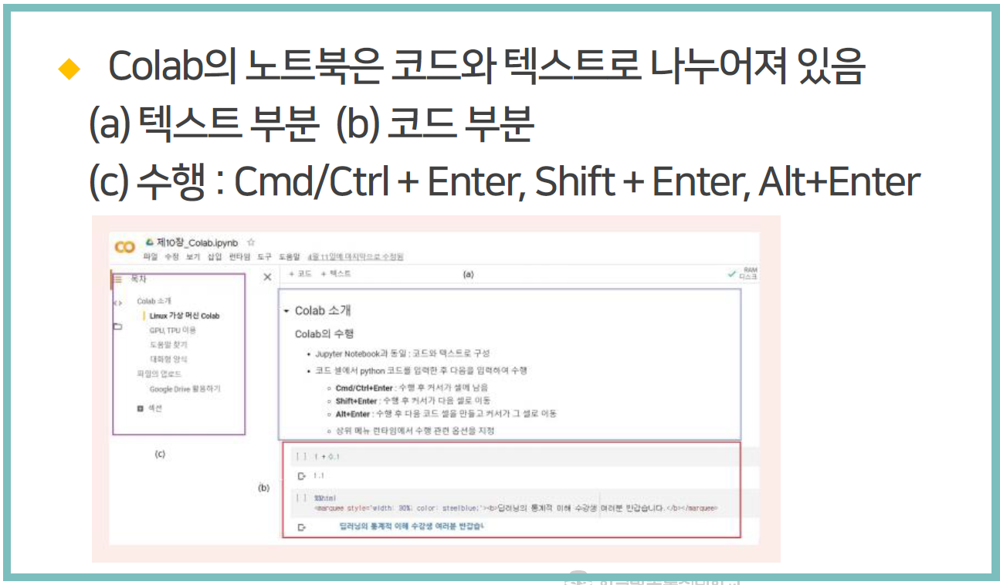 Colab의 노트북은 코드와 텍스트로 나누어져 있음
(a) 텍스트 부분 (b) 코드 부분
(c) 수행 : Cmd/Ctrl + Enter, Shift + Enter, Alt+Enter
CO 제10장_Colab.ipynb
파일 수정 보기 삽입 런타임 도구 도움말 4월 11일에 마지막으로 수정됨
목차
Colab 소개
Linux 가상 머신 Colab
GPU, TPU 이용
도움말 찾기
대화형 양식
파일의 업로드
Google Drive 활용하기
섹션
(c)
+ 코드 +텍스트
(a)
RAM
디스크
Colab 소개
Colab의 수행
• Jupyter Notebook과 동일 : 코드와 텍스트로 구성
• 코드 셀에서 python 코드를 입력한 후 다음을 입력하여 수행
◦ Cmd/Ctrl+Enter : 수행 후 커서가 셀에 남음
◦ Shift+Enter : 수행 후 커서가 다음 셀로 이동
◦ Alt+Enter : 수행 후 다음 코드 셀을 만들고 커서가 그 셀로 이동
◦ 상위 메뉴 런타임에서 수행 관련 옵션을 지정
(b)
[ ] 1 + 0.1
1.1
[ ] %%html
<marquee style='width: 30%; color: steelblue;'><b>딥러닝의 통계적 이해 수강생 여러분 반갑습니다.</b></marquee>
딥러닝의 통계적 이해 수강생 여러분 반갑습